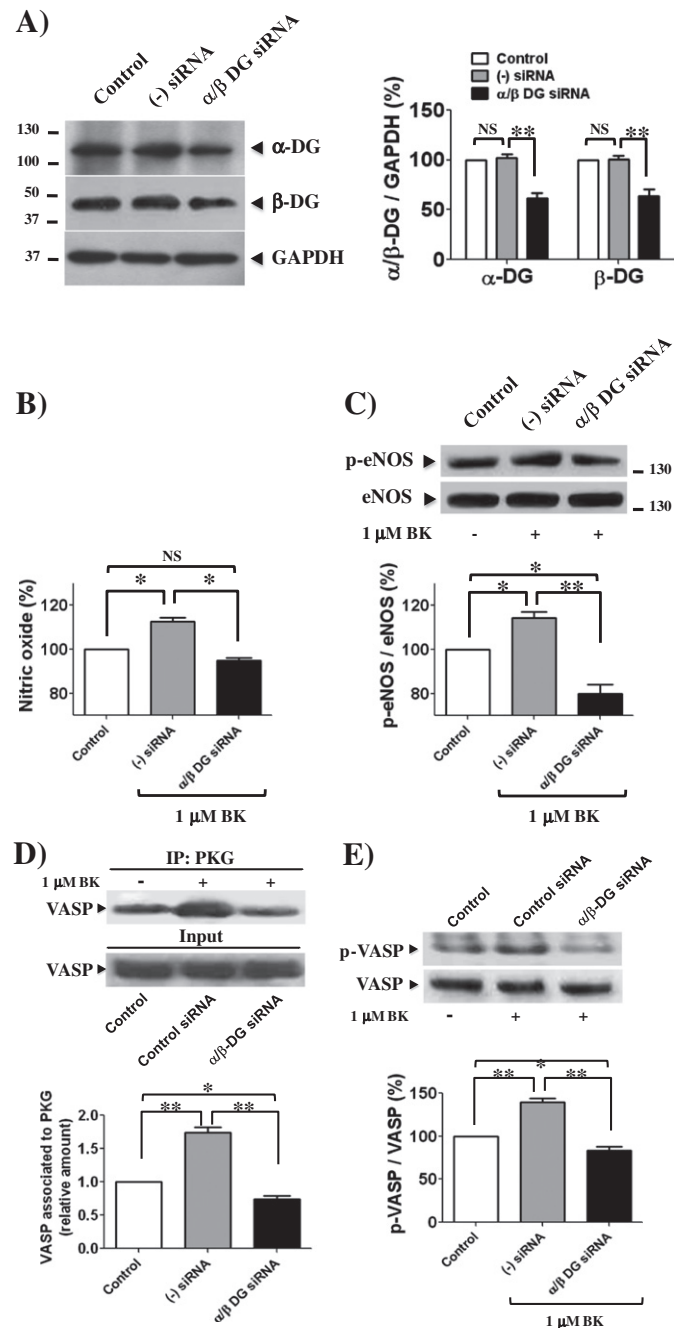 A)
Control
(-) siRNA
α/β DG siRNA
130
100
α-DG
50
37
β-DG
37
GAPDH
Control
(-) siRNA
α/β DG siRNA
α/β-DG / GAPDH (%)
150
100
50
0
NS
**
NS
**
α-DG
β-DG
B)
Nitric oxide (%)
120
100
80
NS
*
*
Control
(-) siRNA
α/β DG siRNA
1 μM BK
C)
Control
(-) siRNA
α/β DG siRNA
p-eNOS
130
eNOS
130
1 μM BK - + +
p-eNOS / eNOS (%)
120
100
80
*
*
**
Control
(-) siRNA
α/β DG siRNA
1 μM BK
D)
IP: PKG
1 μM BK - + +
VASP
Input
VASP
Control
Control siRNA
α/β-DG siRNA
VASP associated to PKG
(relative amount)
2.0
1.5
1.0
0.5
0.0
*
**
**
Control
(-) siRNA
α/β DG siRNA
E)
Control
Control siRNA
α/β-DG siRNA
p-VASP
VASP
1 μM BK - + +
p-VASP / VASP (%)
150
100
50
0
*
**
**
Control
(-) siRNA
α/β DG siRNA
1 μM BK